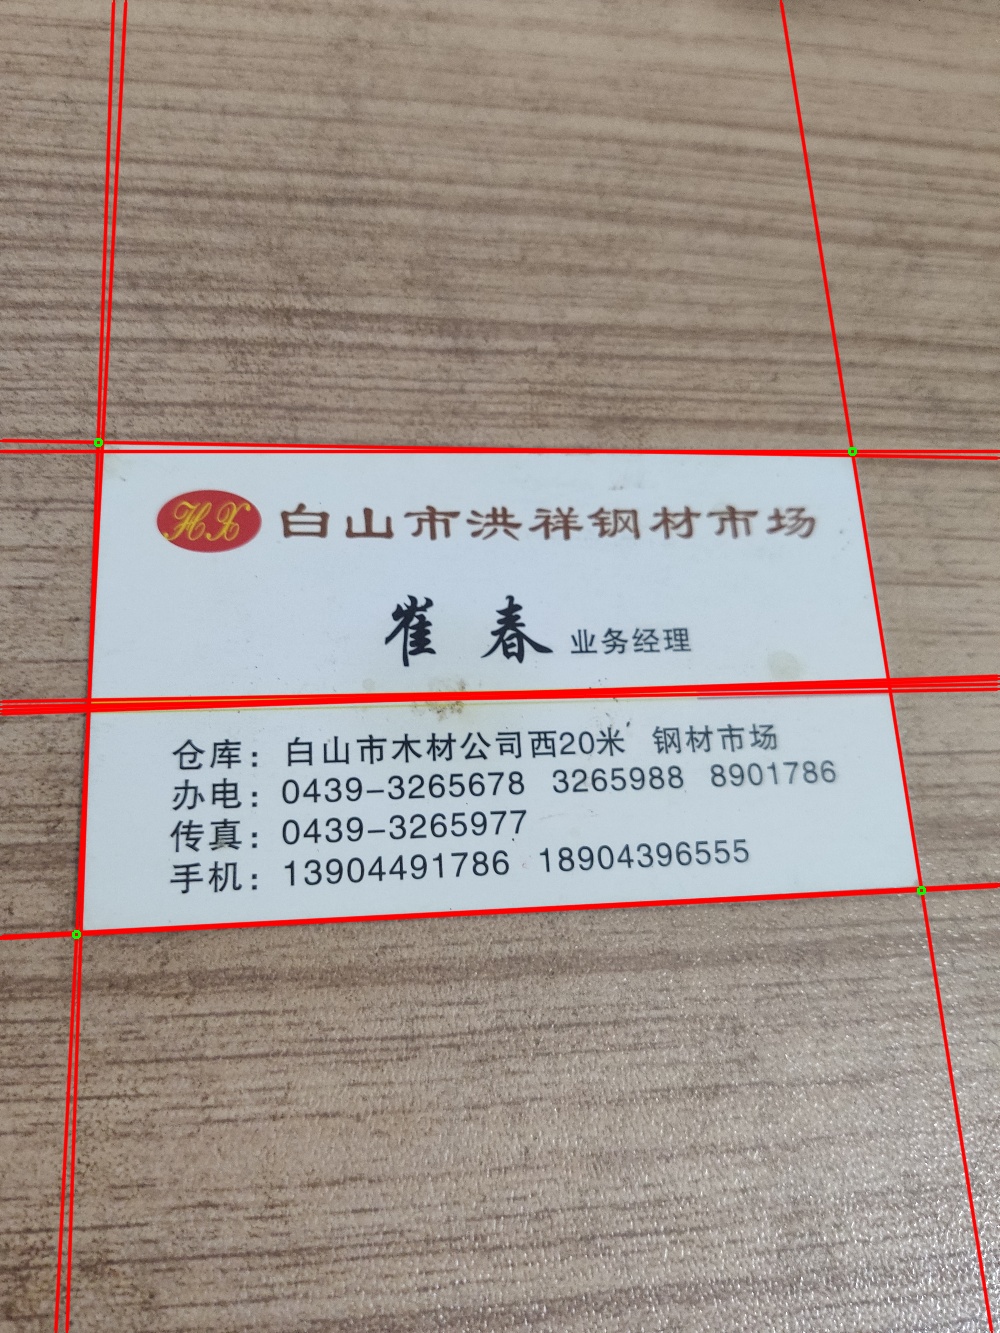 HX 白山市洪祥钢材市场
崔 春 业务经理
仓库：白山市木材公司西20米 钢材市场
办电：0439-3265678 3265988 8901786
传真：0439-3265977
手机：13904491786 18904396555